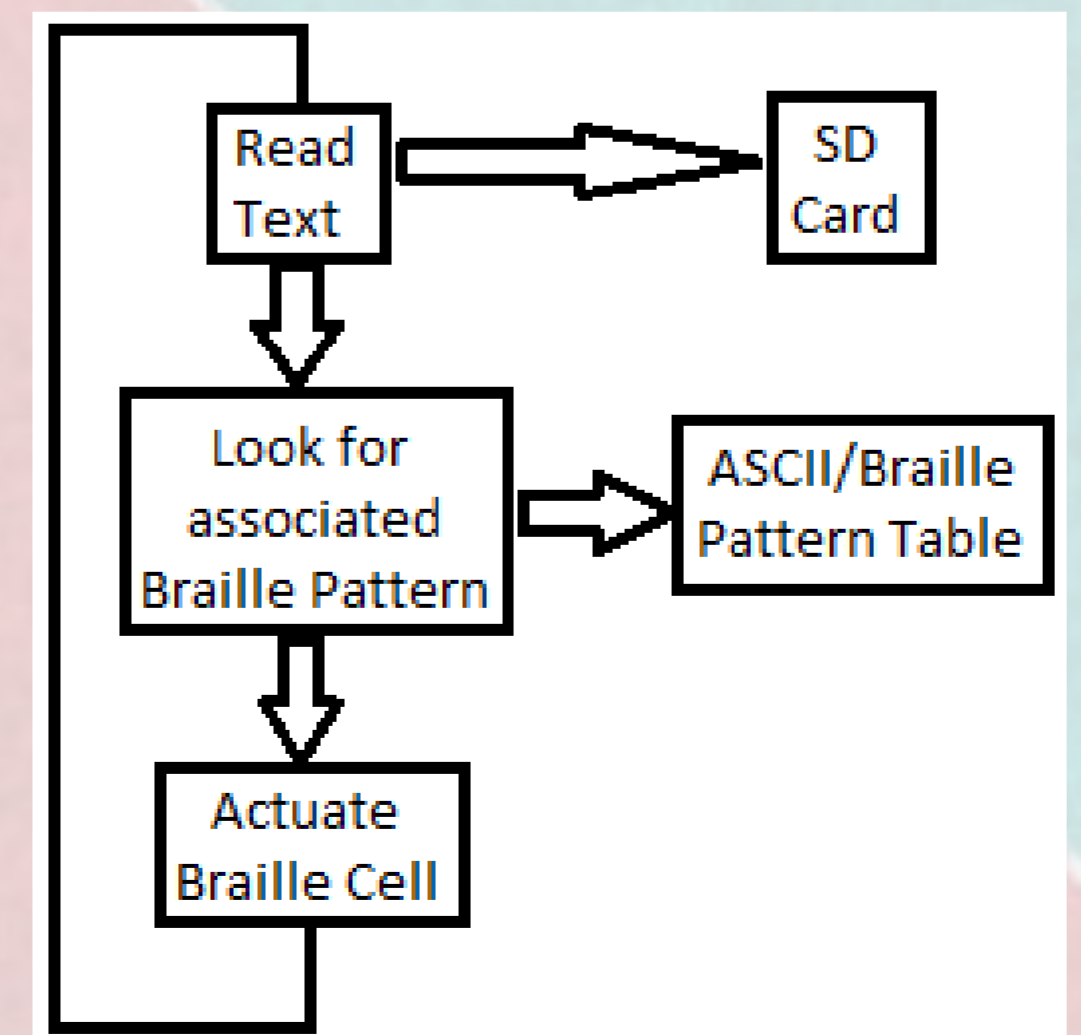 Read
Text
SD
Card
Look for
associated
Braille Pattern
ASCII/Braille
Pattern Table
Actuate
Braille Cell